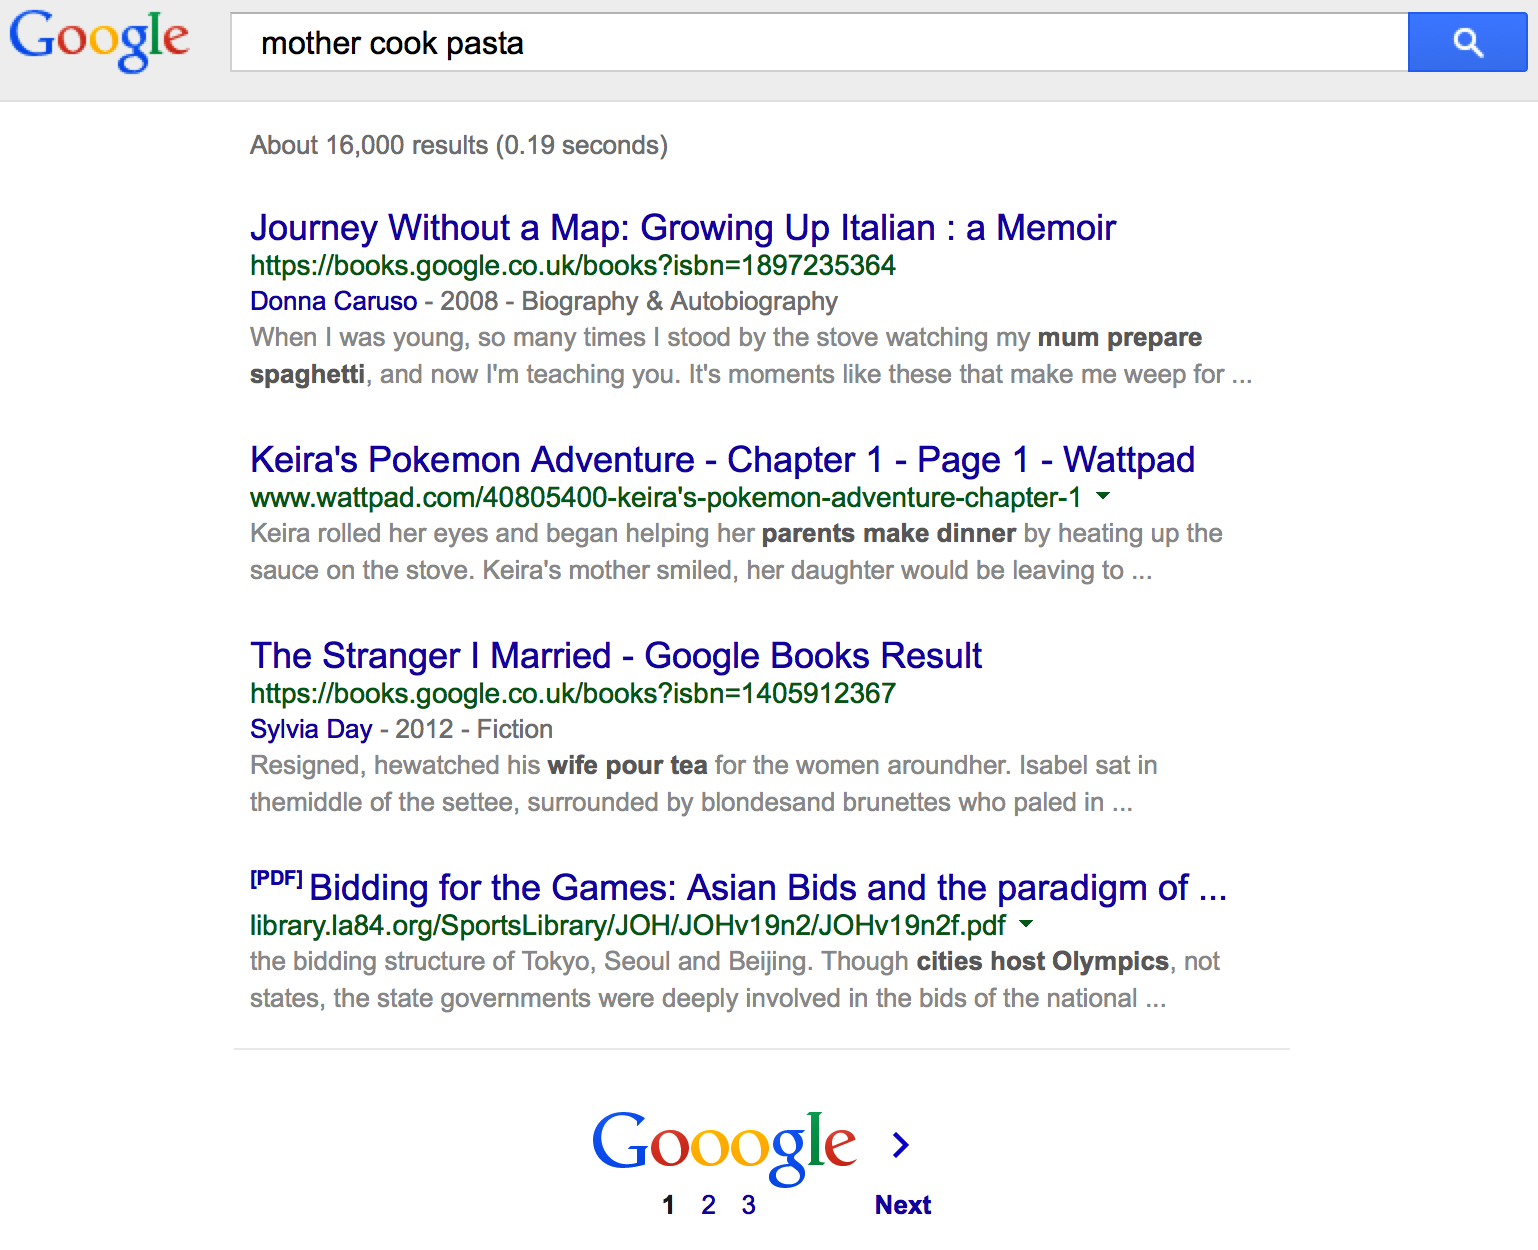 Google
mother cook pasta
About 16,000 results (0.19 seconds)
Journey Without a Map: Growing Up Italian : a Memoir
https://books.google.co.uk/books?isbn=1897235364
Donna Caruso - 2008 - Biography & Autobiography
When I was young, so many times I stood by the stove watching my mum prepare
spaghetti, and now I'm teaching you. It's moments like these that make me weep for ...
Keira's Pokemon Adventure - Chapter 1 - Page 1 - Wattpad
www.wattpad.com/40805400-keira's-pokemon-adventure-chapter-1
Keira rolled her eyes and began helping her parents make dinner by heating up the
sauce on the stove. Keira's mother smiled, her daughter would be leaving to ...
The Stranger I Married - Google Books Result
https://books.google.co.uk/books?isbn=1405912367
Sylvia Day - 2012 - Fiction
Resigned, hewatched his wife pour tea for the women aroundher. Isabel sat in
themiddle of the settee, surrounded by blondesand brunettes who paled in ...
[PDF] Bidding for the Games: Asian Bids and the paradigm of ...
library.la84.org/SportsLibrary/JOH/JOHv19n2/JOHv19n2f.pdf
the bidding structure of Tokyo, Seoul and Beijing. Though cities host Olympics, not
states, the state governments were deeply involved in the bids of the national ...
Gooogle >
1 2 3 Next